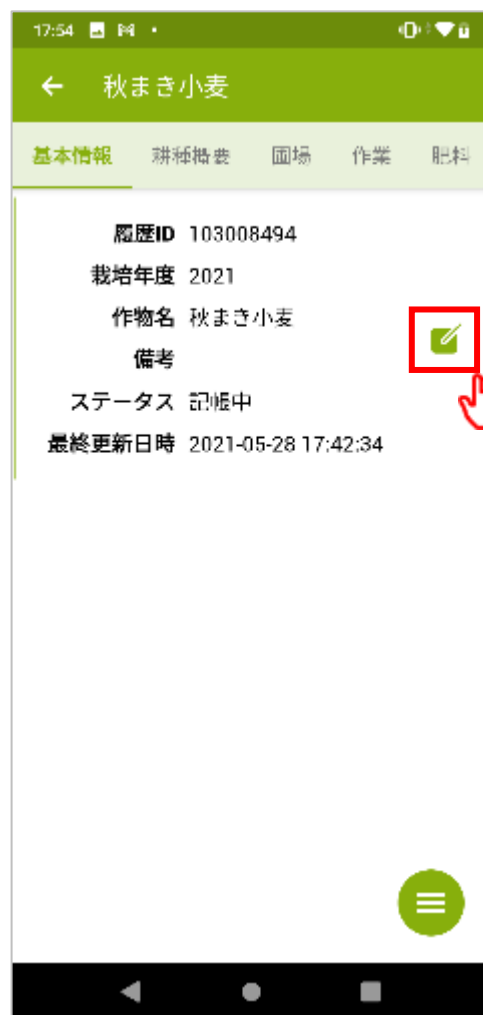 17:54
秋まき小麦
基本情報 耕種概要 圃場 作業 肥料
履歴ID 103008494
栽培年度 2021
作物名 秋まき小麦
備考
ステータス 記帳中
最終更新日時 2021-05-28 17:42:34